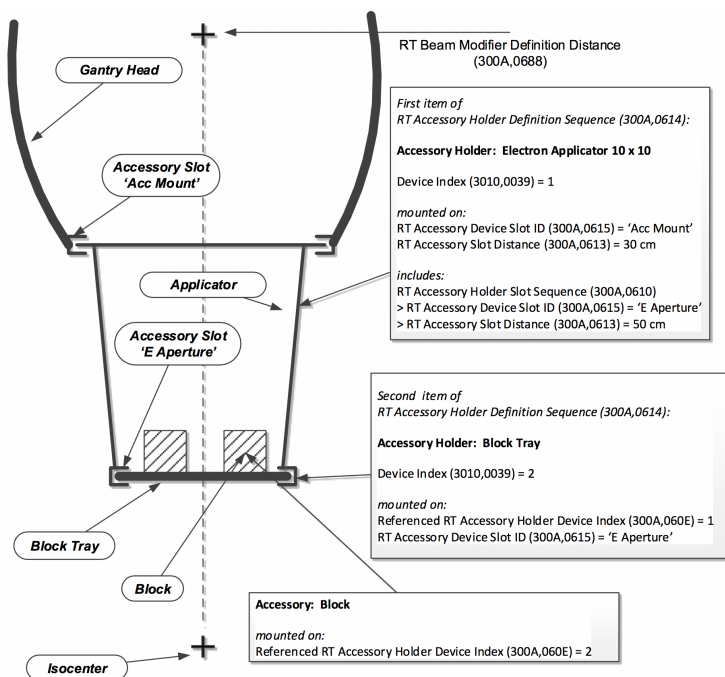 RT Beam Modifier Definition Distance
(300A,0688)
Gantry Head
First item of
RT Accessory Holder Definition Sequence (300A,0614):
Accessory Holder: Electron Applicator 10 x 10
Device Index (3010,0039) = 1
mounted on:
RT Accessory Device Slot ID (300A,0615) = ‘Acc Mount’
RT Accessory Slot Distance (300A,0613) = 30 cm
includes:
RT Accessory Holder Slot Sequence (300A,0610)
> RT Accessory Device Slot ID (300A,0615) = ‘E Aperture’
> RT Accessory Slot Distance (300A,0613) = 50 cm
Accessory Slot
‘Acc Mount’
Applicator
Accessory Slot
‘E Aperture’
Second item of
RT Accessory Holder Definition Sequence (300A,0614):
Accessory Holder: Block Tray
Device Index (3010,0039) = 2
mounted on:
Referenced RT Accessory Holder Device Index (300A,060E) = 1
RT Accessory Device Slot ID (300A,0615) = ‘E Aperture’
Block Tray
Block
Accessory: Block
mounted on:
Referenced RT Accessory Holder Device Index (300A,060E) = 2
Isocenter